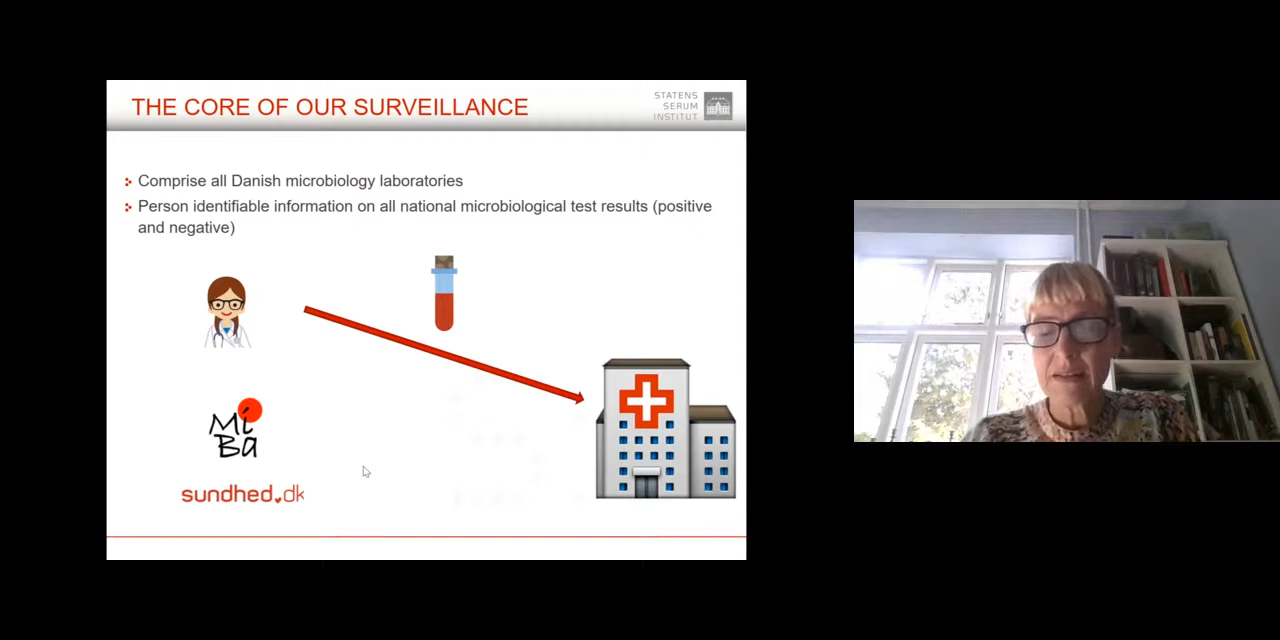 THE CORE OF OUR SURVEILLANCE
STATENS
SERUM
INSTITUT
Comprise all Danish microbiology laboratories
Person identifiable information on all national microbiological test results (positive
and negative)
Mi
Ba
sundhed.dk